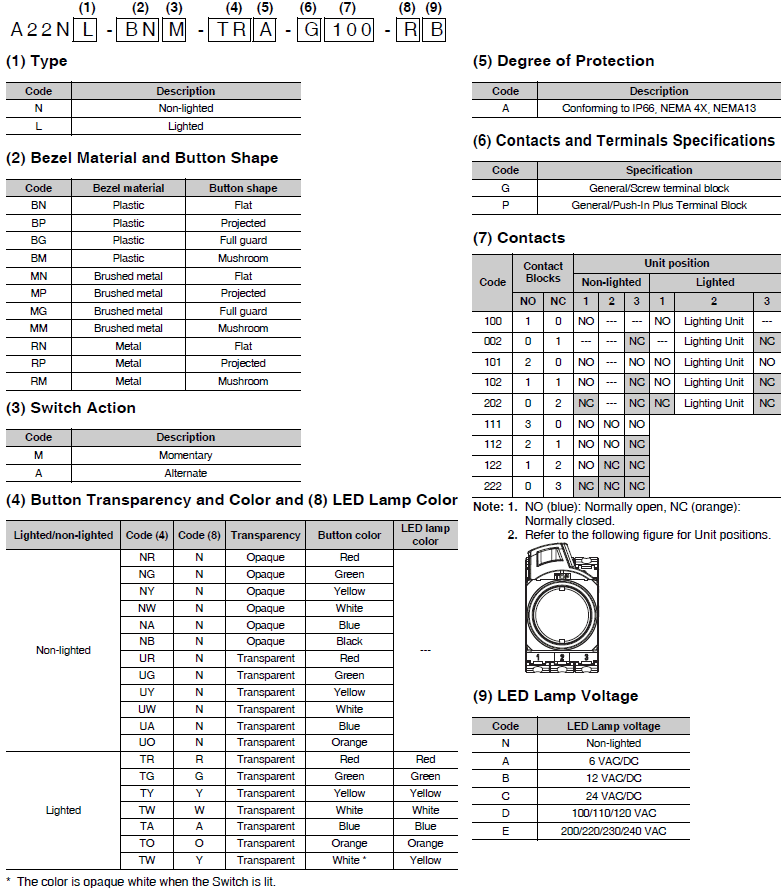 (1) (2) (3) (4) (5) (6) (7) (8) (9)
A22N L - BN M - TR A - G 100 - R B
(1) Type
Code Description
N Non-lighted
L Lighted
(2) Bezel Material and Button Shape
Code Bezel material Button shape
BN Plastic Flat
BP Plastic Projected
BG Plastic Full guard
BM Plastic Mushroom
MN Brushed metal Flat
MP Brushed metal Projected
MG Brushed metal Full guard
MM Brushed metal Mushroom
RN Metal Flat
RP Metal Projected
RM Metal Mushroom
(3) Switch Action
Code Description
M Momentary
A Alternate
(4) Button Transparency and Color and (8) LED Lamp Color
Lighted/non-lighted Code (4) Code (8) Transparency Button color LED lamp
color
Non-lighted
NR N Opaque Red
NG N Opaque Green
NY N Opaque Yellow
NW N Opaque White
NA N Opaque Blue
NB N Opaque Black
---
UR N Transparent Red
UG N Transparent Green
UY N Transparent Yellow
UW N Transparent White
UA N Transparent Blue
UO N Transparent Orange
Lighted
TR R Transparent Red Red
TG G Transparent Green Green
TY Y Transparent Yellow Yellow
TW W Transparent White White
TA A Transparent Blue Blue
TO O Transparent Orange Orange
TW Y Transparent White * Yellow
* The color is opaque white when the Switch is lit.
(5) Degree of Protection
Code Description
A Conforming to IP66, NEMA 4X, NEMA13
(6) Contacts and Terminals Specifications
Code Specification
G General/Screw terminal block
P General/Push-In Plus Terminal Block
(7) Contacts
Code Contact
Blocks Unit position
Non-lighted Lighted
NO NC 1 2 3 1 2 3
100 1 0 NO --- --- NO Lighting Unit ---
002 0 1 --- --- NC --- Lighting Unit NC
101 2 0 NO --- NO NO Lighting Unit NO
102 1 1 NO --- NC NO Lighting Unit NC
202 0 2 NC --- NC NC Lighting Unit NC
111 3 0 NO NO NO
112 2 1 NO NO NC
122 1 2 NO NC NC
222 0 3 NC NC NC
Note: 1. NO (blue): Normally open, NC (orange):
Normally closed.
2. Refer to the following figure for Unit positions.
1 2 3
(9) LED Lamp Voltage
Code LED Lamp voltage
N Non-lighted
A 6 VAC/DC
B 12 VAC/DC
C 24 VAC/DC
D 100/110/120 VAC
E 200/220/230/240 VAC